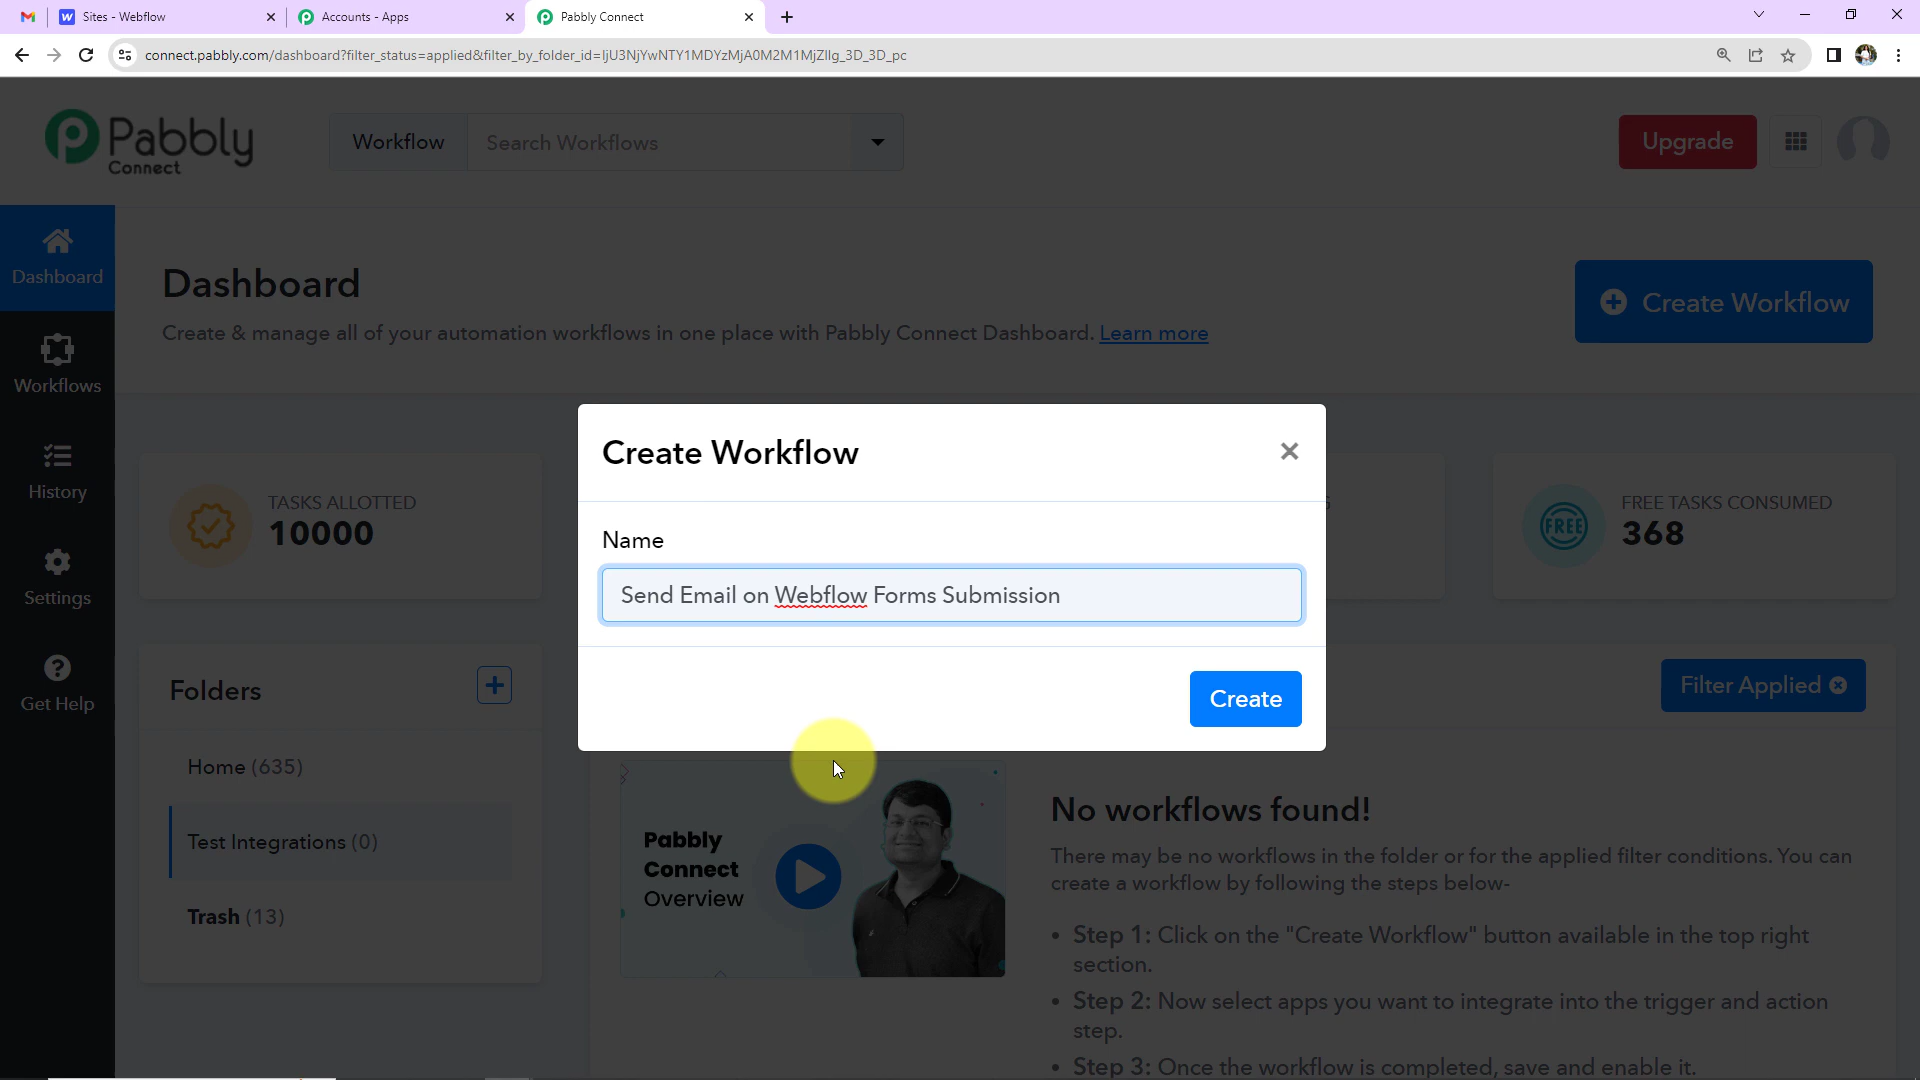 Sites - Webflow
Accounts - Apps
Pabbly Connect
connect.pabbly.com/dashboard?filter_status=applied&filter_by_folder_id=IjU3NjYwNTY1MDYzMjA0M2M1MjZlIg_3D_3D_pc
Pabbly
Connect
Workflow
Search Workflows
Upgrade
Dashboard
Workflows
History
Settings
Get Help
Dashboard
Create & manage all of your automation workflows in one place with Pabbly Connect Dashboard. Learn more
Create Workflow
TASKS ALLOTTED
10000
FREE
FREE TASKS CONSUMED
368
Create Workflow
Name
Send Email on Webflow Forms Submission
Create
Folders
Home (635)
Test Integrations (0)
Trash (13)
Filter Applied
Pabbly
Connect
Overview
No workflows found!
There may be no workflows in the folder or for the applied filter conditions. You can
create a workflow by following the steps below-
• Step 1: Click on the "Create Workflow" button available in the top right
section.
• Step 2: Now select apps you want to integrate into the trigger and action
step.
• Step 3: Once the workflow is completed, save and enable it.